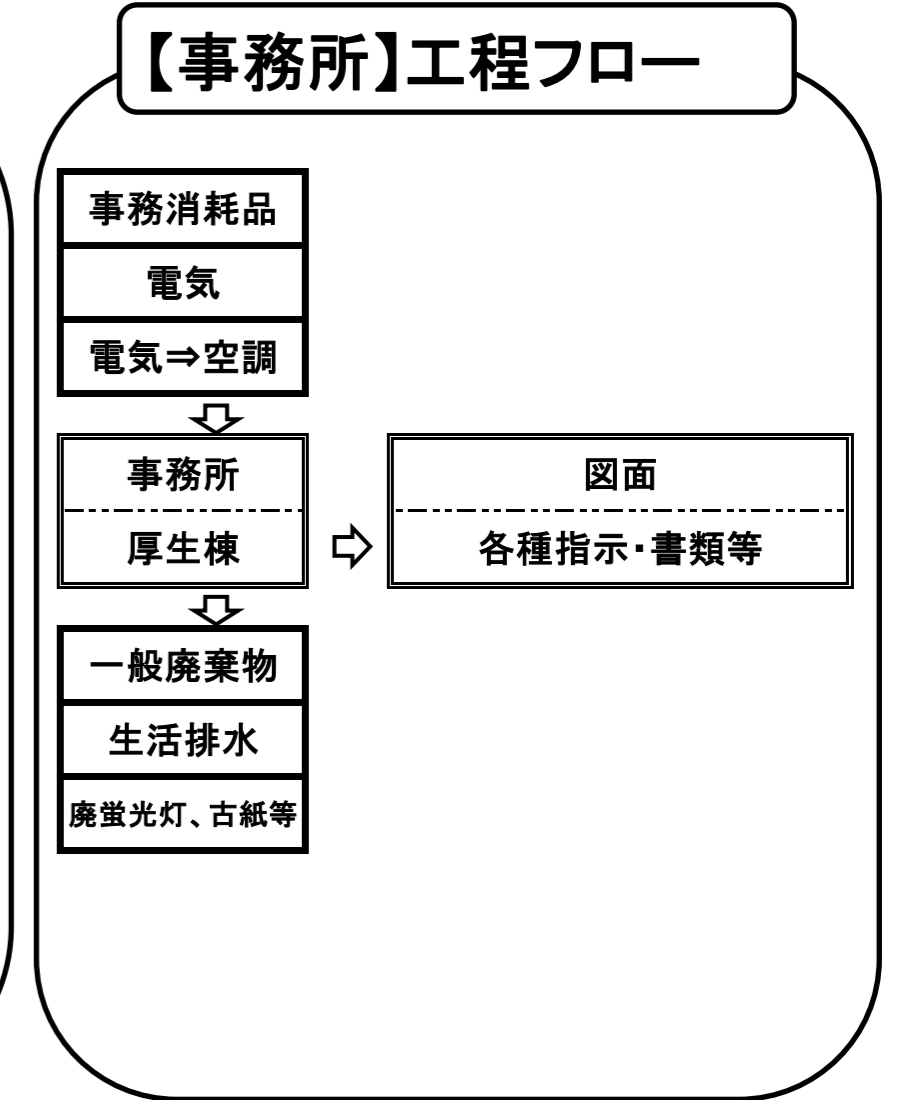 【事務所】工程フロー
事務消耗品
電気
電気⇒空調
事務所
厚生棟
図面
各種指示・書類等
一般廃棄物
生活排水
廃蛍光灯、古紙等